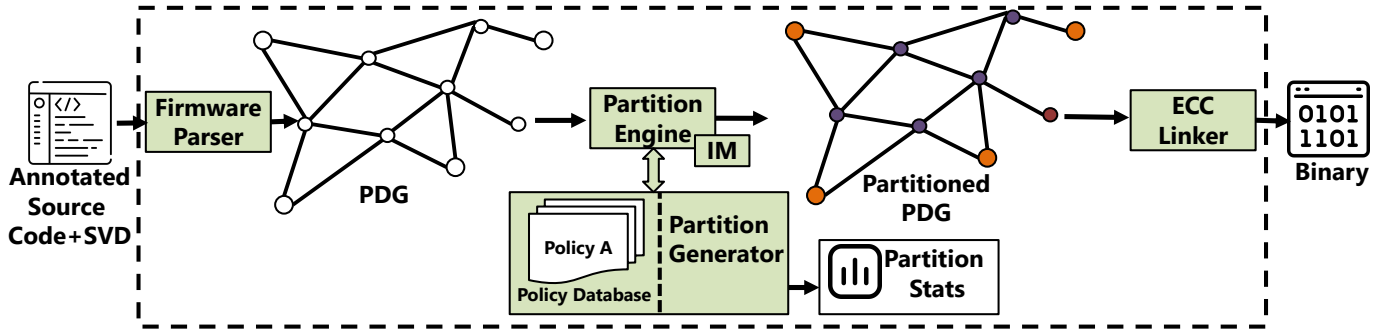 Annotated
Source
Code+SVD
</>
Firmware
Parser
PDG
Partition
Engine
IM
Policy A
Policy Database
Partition
Generator
Partition
Stats
Partitioned
PDG
ECC
Linker
0101
1101
Binary